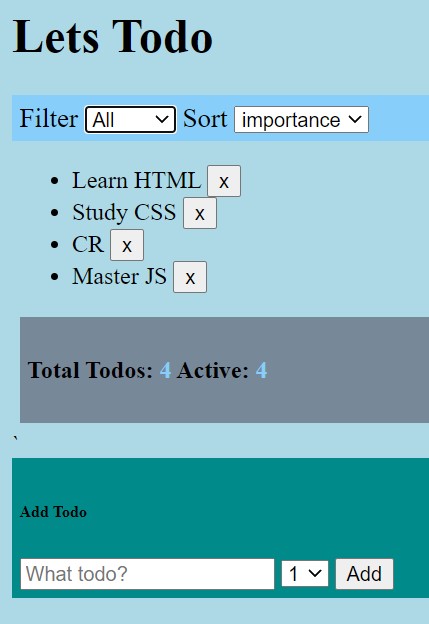 Lets Todo
Filter All Sort importance
Learn HTML x
Study CSS x
CR x
Master JS x
Total Todos: 4 Active: 4
`
Add Todo
What todo? 1 Add